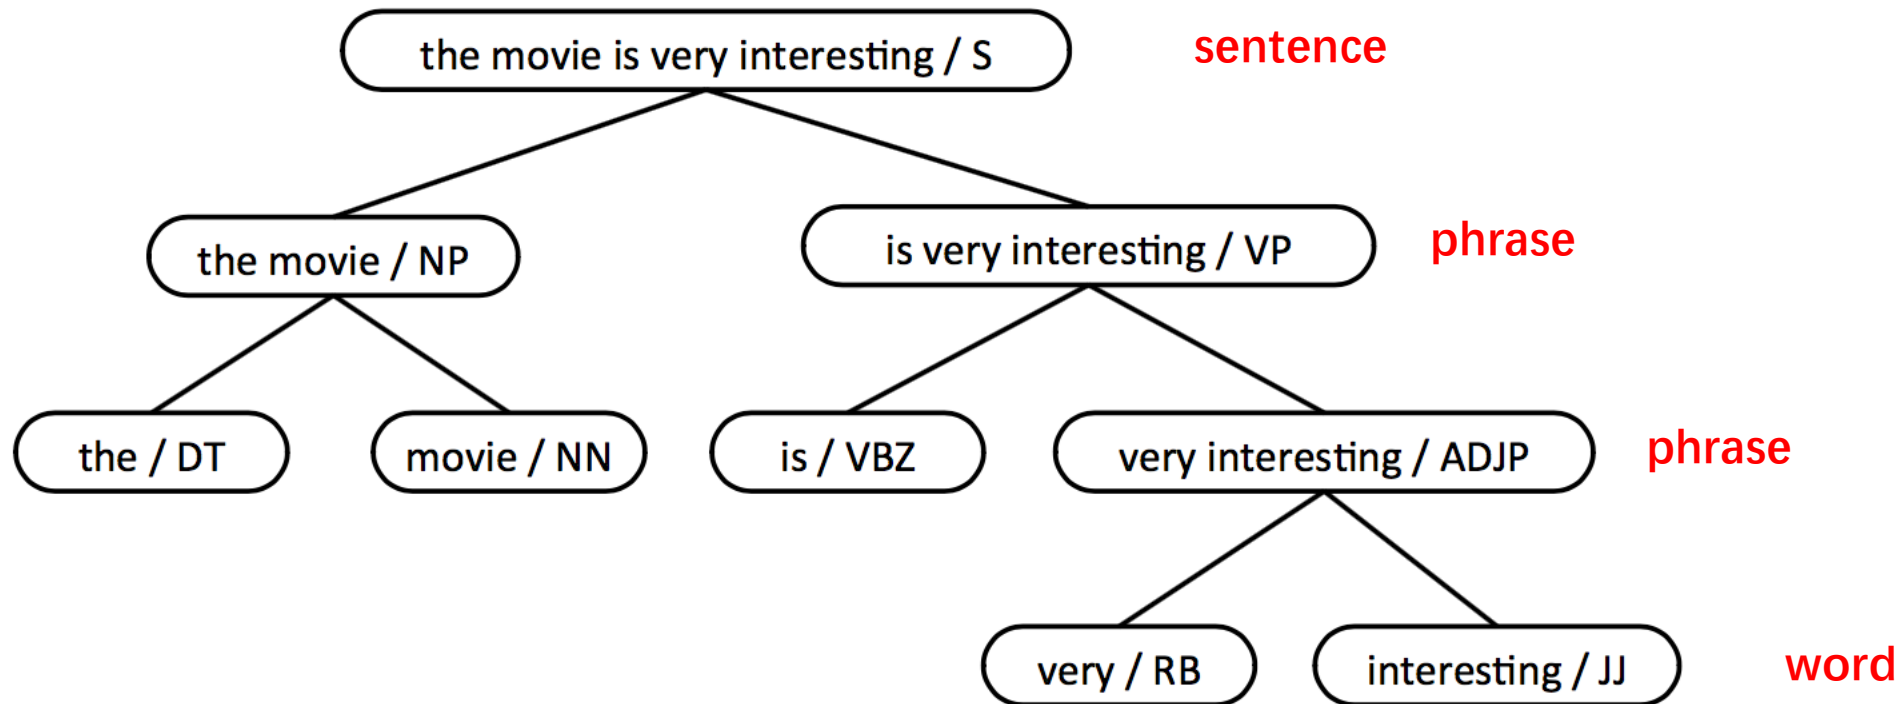 the movie is very interesting / S
sentence
the movie / NP
is very interesting / VP
phrase
the / DT
movie / NN
is / VBZ
very interesting / ADJP
phrase
very / RB
interesting / JJ
word